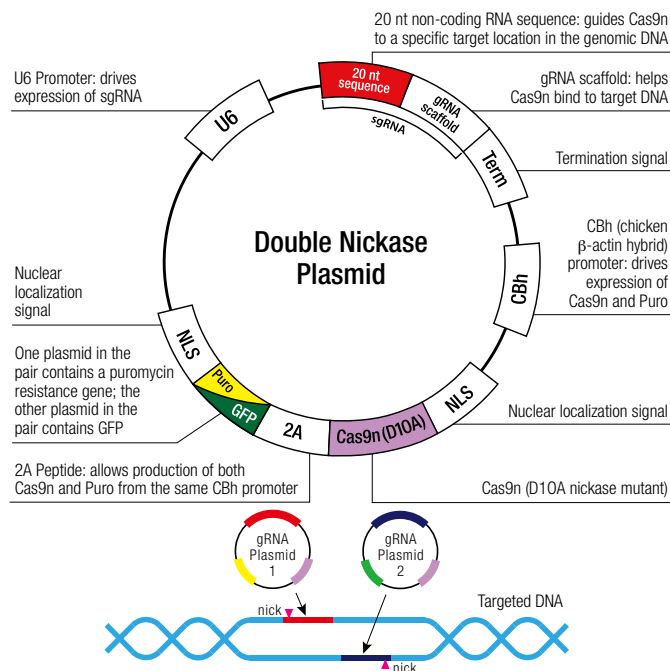 20 nt non-coding RNA sequence: guides Cas9n
to a specific target location in the genomic DNA
U6 Promoter: drives
expression of sgRNA
gRNA scaffold: helps
Cas9n bind to target DNA
20 nt
sequence
gRNA
scaffold
sgRNA
U6
Term
Termination signal
Double Nickase
Plasmid
CBh (chicken
β-actin hybrid)
promoter: drives
expression of
Cas9n and Puro
CBh
Nuclear
localization
signal
NLS
One plasmid in the
pair contains a puromycin
resistance gene; the
other plasmid in the
pair contains GFP
Puro
GFP
2A
Cas9n (D10A)
NLS
Nuclear localization signal
2A Peptide: allows production of both
Cas9n and Puro from the same CBh promoter
Cas9n (D10A nickase mutant)
gRNA
Plasmid
1
gRNA
Plasmid
2
nick
Targeted DNA
nick